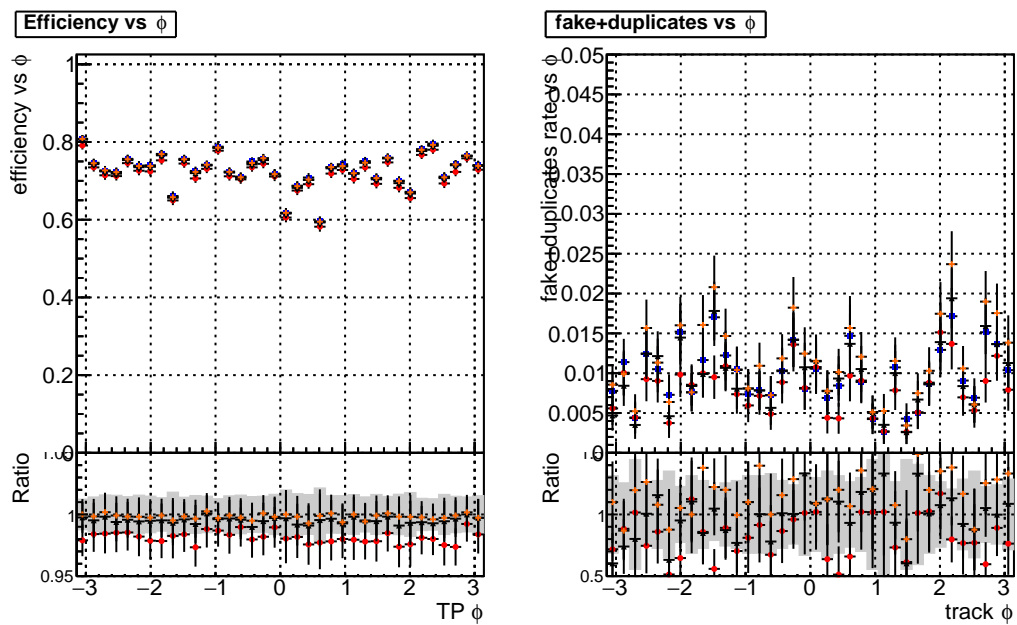 Efficiency vs ϕ
efficiency vs ϕ
1
0.8
0.6
0.4
0.2
0
Ratio
1
0.95
−3 −2 −1 0 1 2 3
TP ϕ
fake+duplicates vs ϕ
fake+duplicates rate vs ϕ
0.05
0.045
0.04
0.035
0.03
0.025
0.02
0.015
0.01
0.005
0
Ratio
1
0.5
−3 −2 −1 0 1 2 3
track ϕ